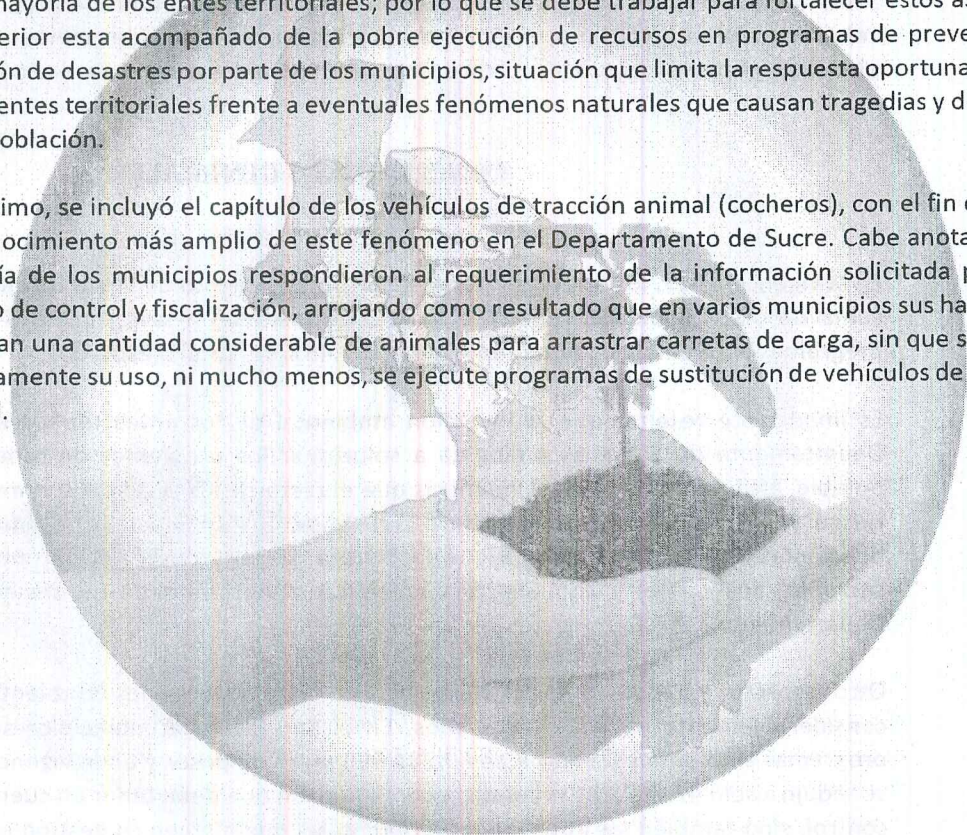 mayoría de los entes territoriales; por lo que se debe trabajar para fortalecer estos
erior esta acompañado de la pobre ejecución de recursos en programas de
ón de desastres por parte de los municipios, situación que limita la respuesta oportuna
entes territoriales frente a eventuales fenómenos naturales que causan tragedias y d
oblación.
imo, se incluyó el capítulo de los vehículos de tracción animal (cocheros), con el fin
ocimiento más amplio de este fenómeno en el Departamento de Sucre. Cabe anota
ía de los municipios respondieron al requerimiento de la información solicitada p
o de control y fiscalización, arrojando como resultado que en varios municipios sus ha
an una cantidad considerable de animales para arrastrar carretas de carga, sin que s
amente su uso, ni mucho menos, se ejecute programas de sustitución de vehículos de
.